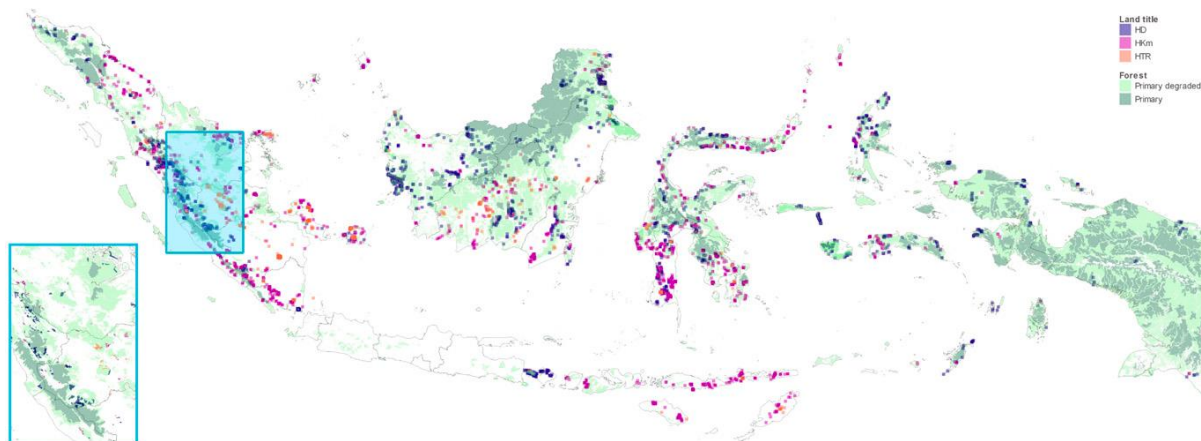 Land title
HD
HKm
HTR
Forest
Primary degraded
Primary